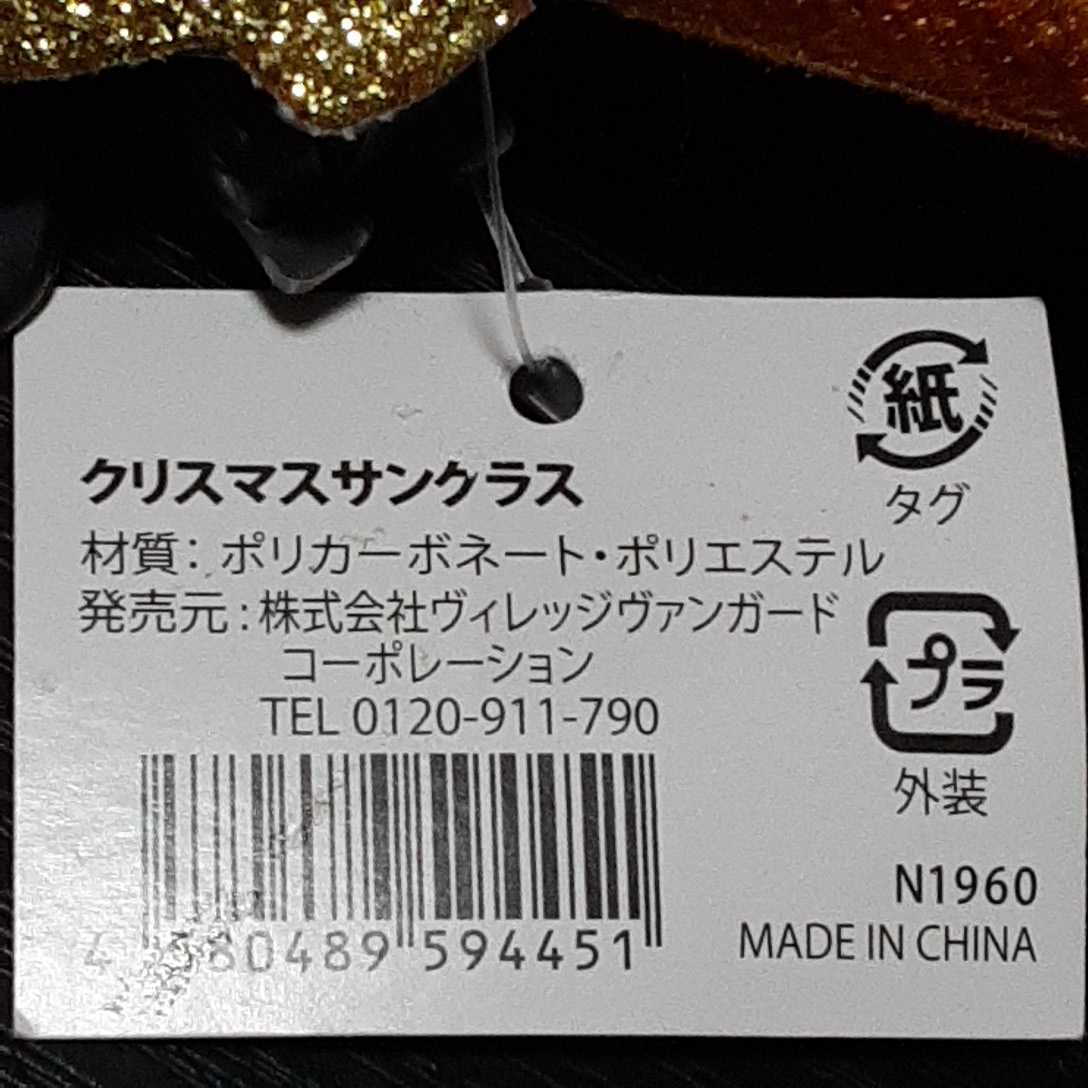 紙
タグ
クリスマスサンクラス
材質：ポリカーボネート・ポリエステル
発売元：株式会社ヴィレッジヴァンガード
コーポレーション
TEL 0120-911-790
プラ
外装
594451
N1960
MADE IN CHINA